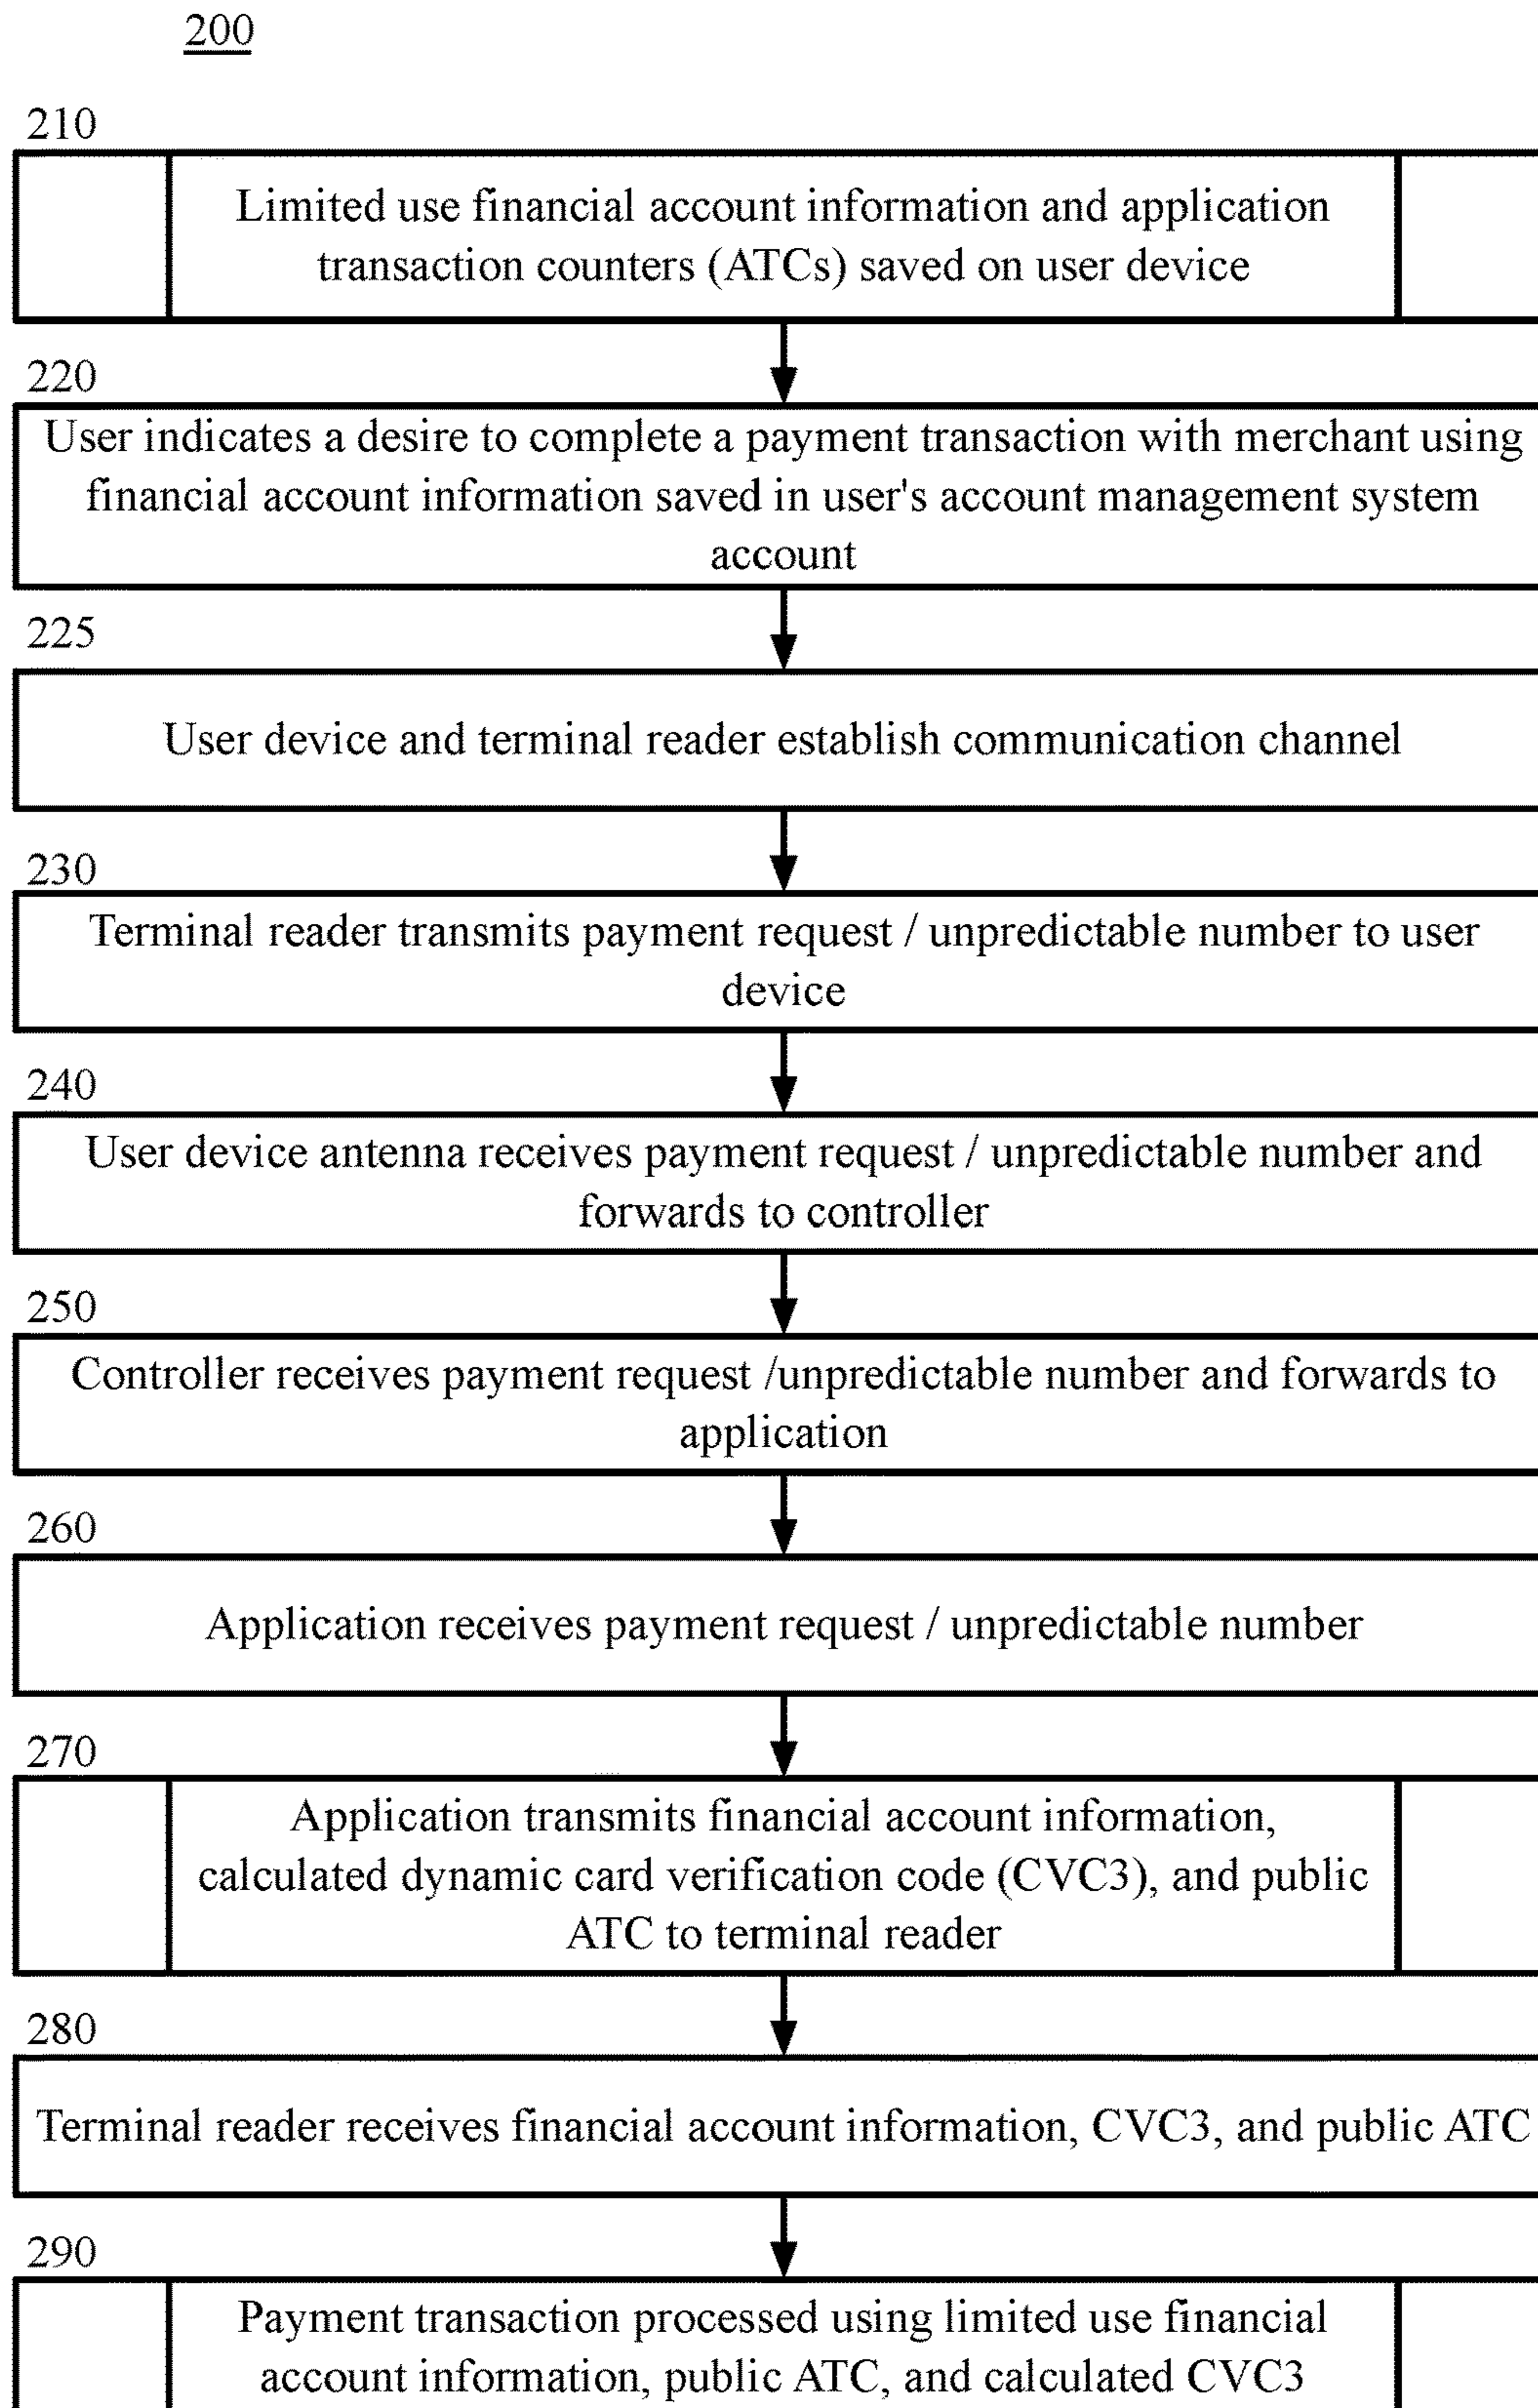 200
210
Limited use financial account information and application
transaction counters (ATCs) saved on user device
220
User indicates a desire to complete a payment transaction with merchant using
financial account information saved in user's account management system
account
225
User device and terminal reader establish communication channel
230
Terminal reader transmits payment request / unpredictable number to user
device
240
User device antenna receives payment request / unpredictable number and
forwards to controller
250
Controller receives payment request /unpredictable number and forwards to
application
260
Application receives payment request / unpredictable number
270
Application transmits financial account information,
calculated dynamic card verification code (CVC3), and public
ATC to terminal reader
280
Terminal reader receives financial account information, CVC3, and public ATC
290
Payment transaction processed using limited use financial
account information, public ATC, and calculated CVC3